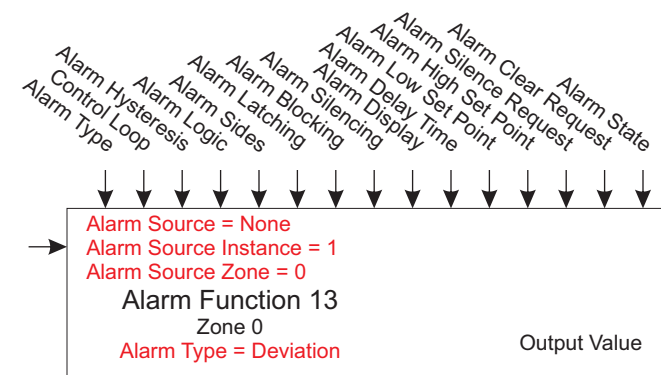 Alarm Type
Control Loop
Alarm Hysteresis
Alarm Logic
Alarm Sides
Alarm Latching
Alarm Blocking
Alarm Silencing
Alarm Display
Alarm Delay Time
Alarm Low Set Point
Alarm High Set Point
Alarm Silence Request
Alarm Clear Request
Alarm State
Alarm Source = None
Alarm Source Instance = 1
Alarm Source Zone = 0
Alarm Function 13
Zone 0
Alarm Type = Deviation
Output Value